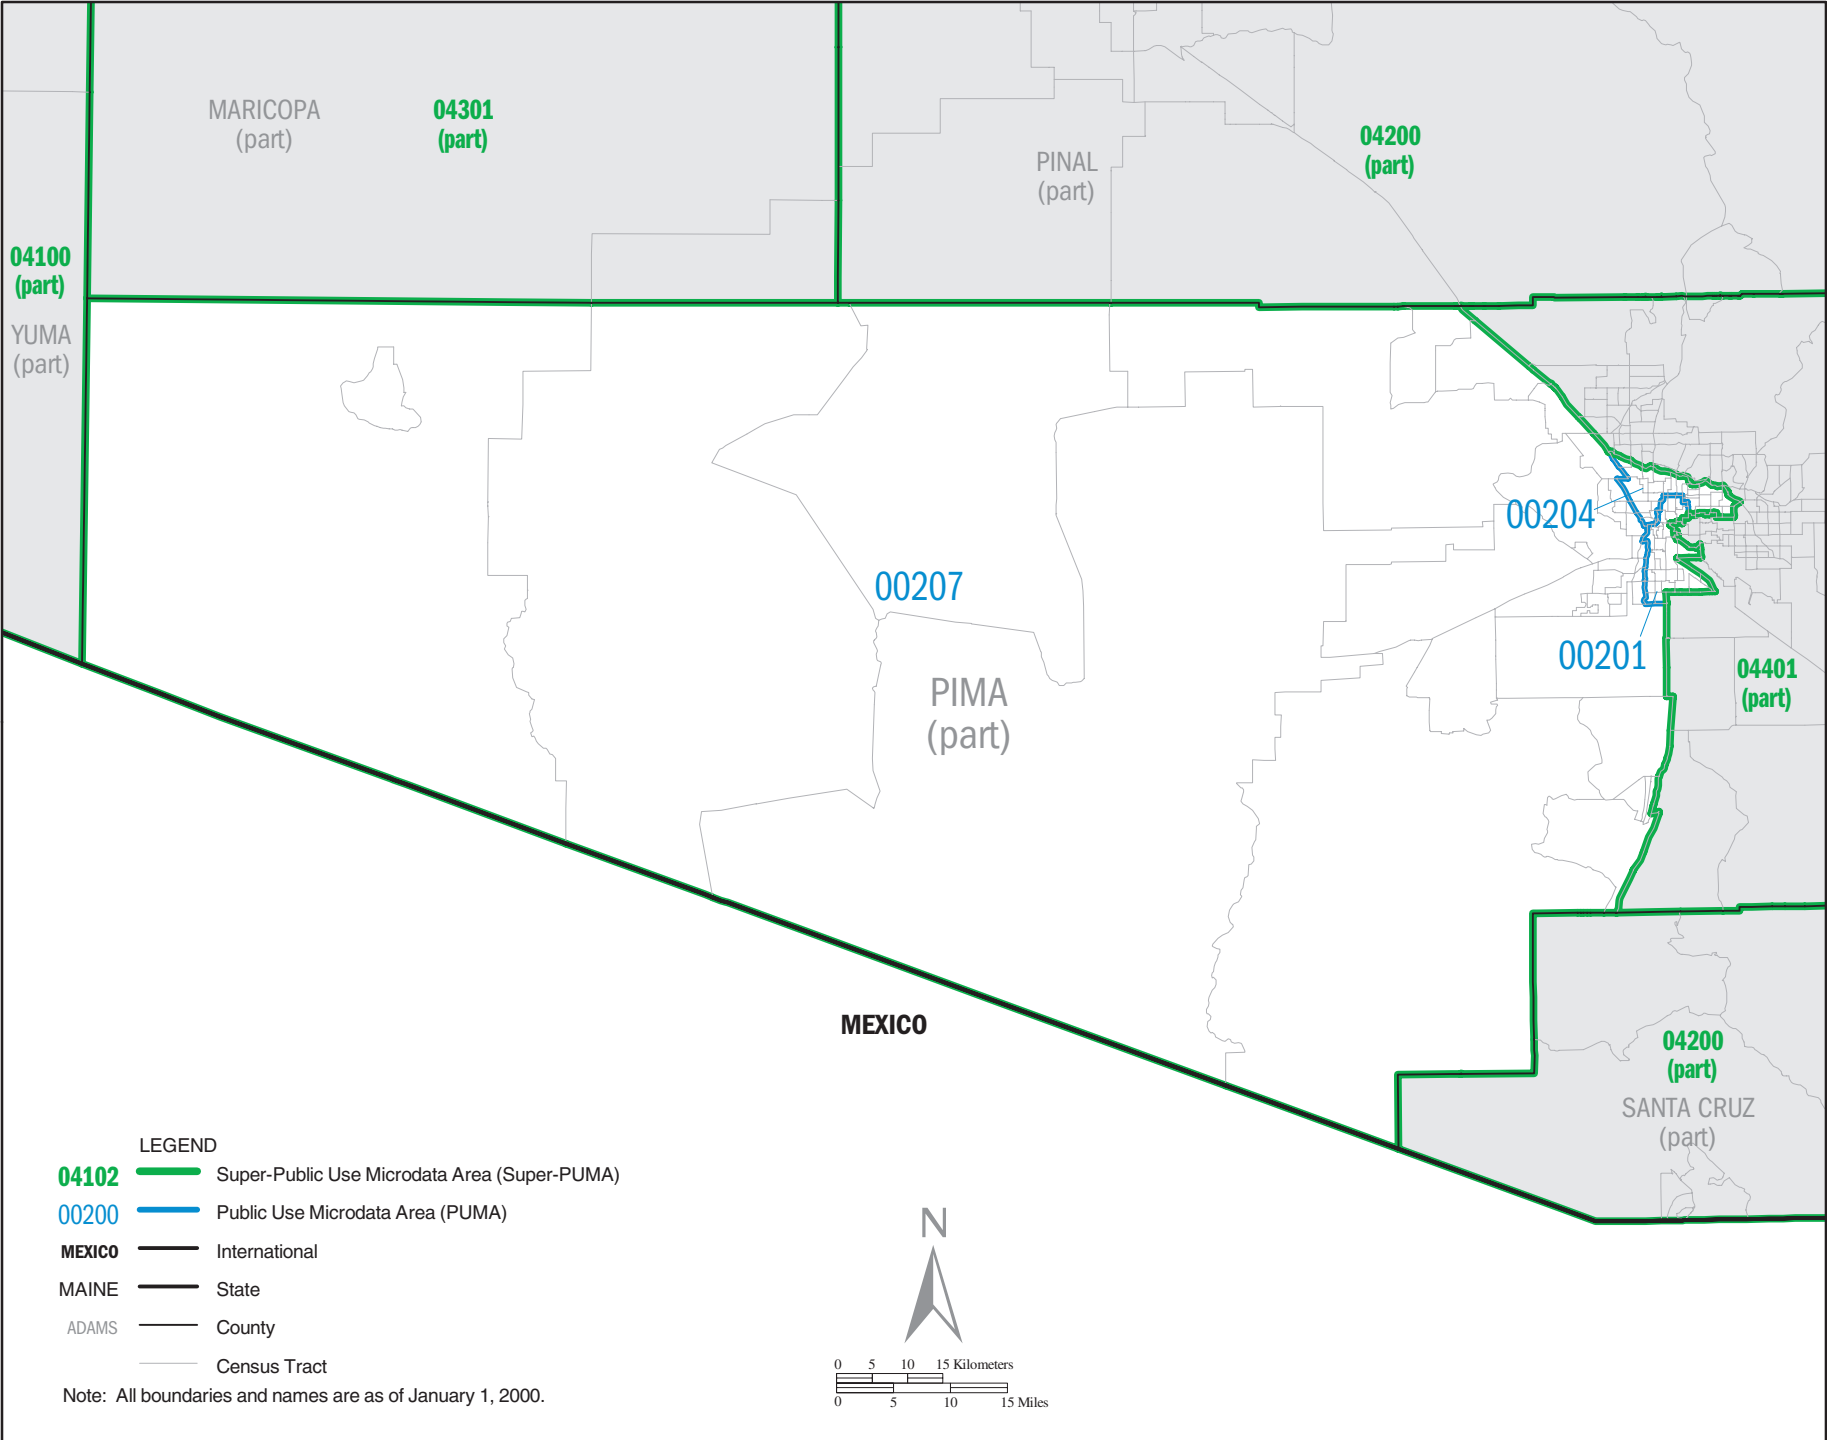 MARICOPA
(part)
04301
(part)
04200
(part)
PINAL
(part)
04100
(part)
YUMA
(part)
00204
00207
00201
PIMA
(part)
04401
(part)
MEXICO
04200
(part)
SANTA CRUZ
(part)
LEGEND
04102 Super-Public Use Microdata Area (Super-PUMA)
00200 Public Use Microdata Area (PUMA)
MEXICO International
MAINE State
ADAMS County
Census Tract
Note: All boundaries and names are as of January 1, 2000.
N
0 5 10 15 Kilometers
0 5 10 15 Miles